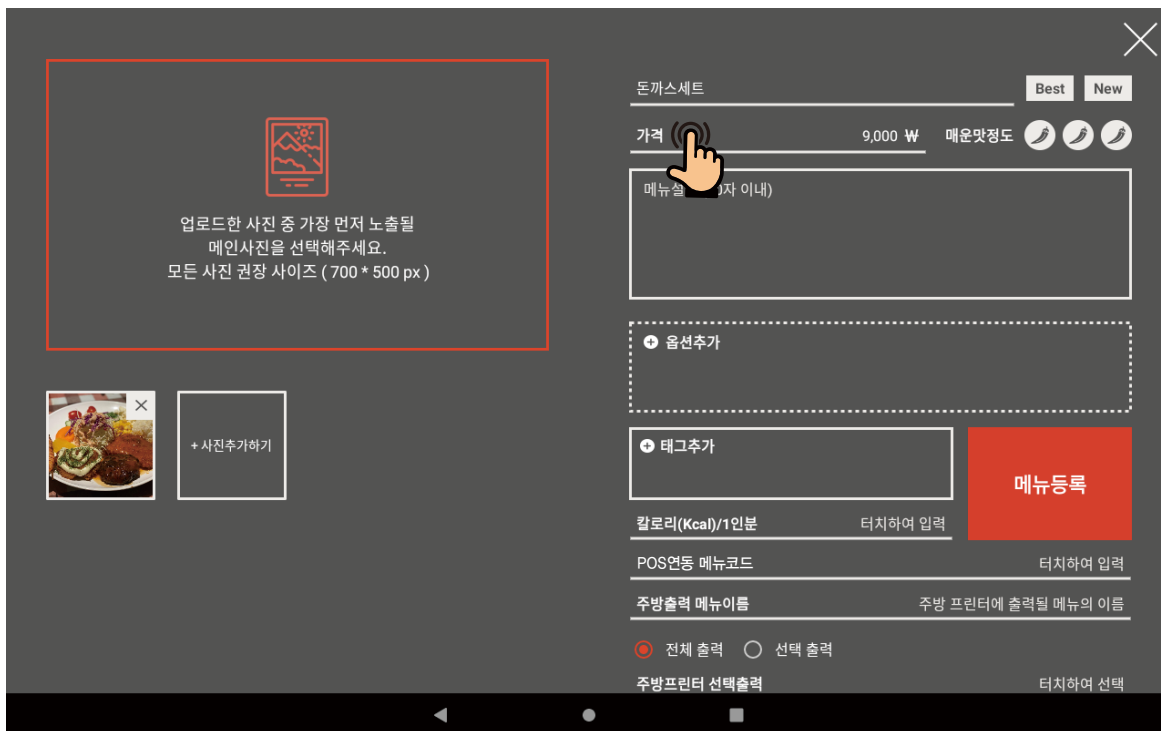 업로드한 사진 중 가장 먼저 노출될
메인사진을 선택해주세요.
모든 사진 권장 사이즈 ( 700 * 500 px )
+ 사진추가하기
돈까스세트
Best New
가격 9,000 ₩ 매운맛정도
자 이내)
옵션추가
태그추가
메뉴등록
칼로리(Kcal)/1인분 터치하여 입력
POS연동 메뉴코드 터치하여 입력
주방출력 메뉴이름 주방 프린터에 출력될 메뉴의 이름
전체 출력 선택 출력
주방프린터 선택출력 터치하여 선택